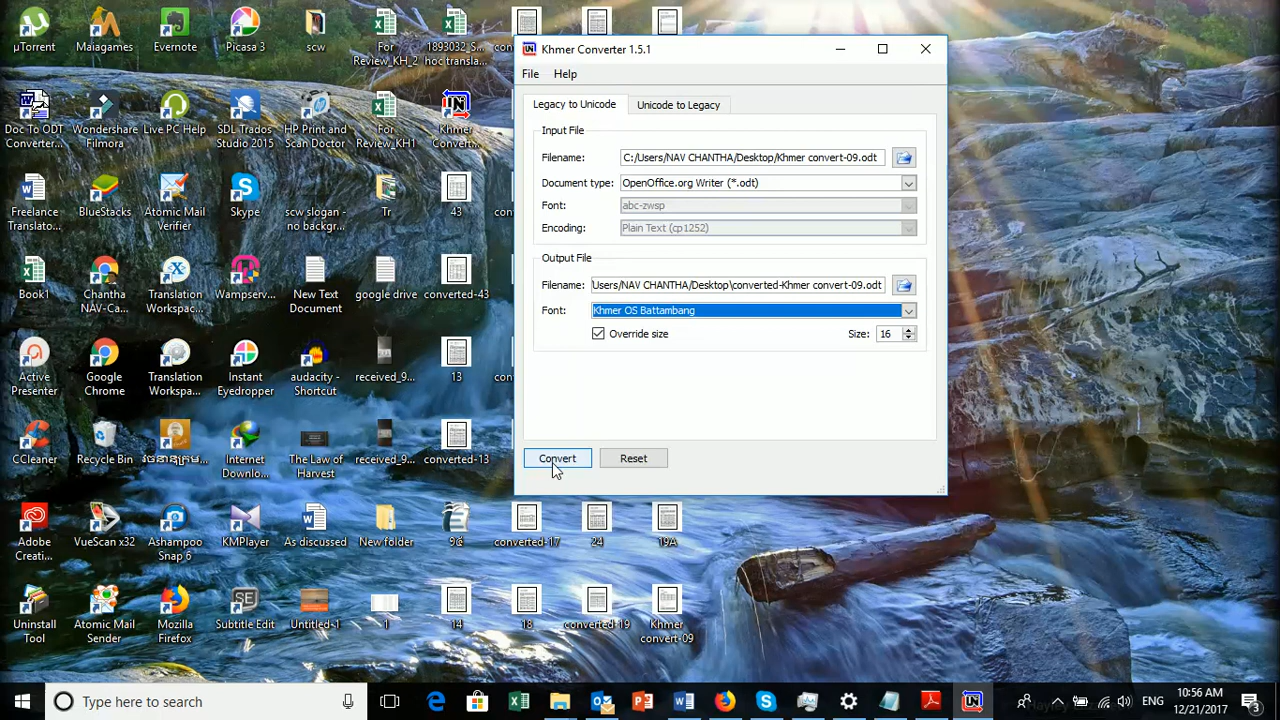 µTorrent
Maiagames
Evernote
Picasa 3
scw
For
Review_KH_2
1893032_S...
hoc transla...
Doc To ODT
Converter...
Wondershare
Filmora
Live PC Help
SDL Trados
Studio 2015
HP Print and
Scan Doctor
For
Review_KH1
Khmer
Convert...
Freelance
Translato...
BlueStacks
Atomic Mail
Verifier
Skype
scw slogan -
no backgr...
Tr
43
Book1
Chantha
NAV-Ca...
Translation
Workspac...
Wampserv...
New Text
Document
google drive
converted-43
Active
Presenter
Google
Chrome
Translation
Workspa...
Instant
Eyedropper
audacity -
Shortcut
received_9...
13
CCleaner
Recycle Bin
Internet
Downlo...
The Law of
Harvest
received_9...
converted-13
Adobe
Creati...
VueScan x32
Ashampoo
Snap 6
KMPlayer
As discussed
New folder
converted-17
24
19A
Uninstall
Tool
Atomic Mail
Sender
Mozilla
Firefox
Subtitle Edit
Untitled-1
1
14
18
converted-19
Khmer
convert-09
Khmer Converter 1.5.1
File Help
Legacy to Unicode Unicode to Legacy
Input File
Filename: C:/Users/NAV CHANTHA/Desktop/Khmer convert-09.odt
Document type: OpenOffice.org Writer (*.odt)
Font: abc-zwsp
Encoding: Plain Text (cp1252)
Output File
Filename: Users/NAV CHANTHA/Desktop\converted-Khmer convert-09.odt
Font: Khmer OS Battambang
Override size Size: 16
Convert Reset
Type here to search
ENG
10:56 AM
12/21/2017
3